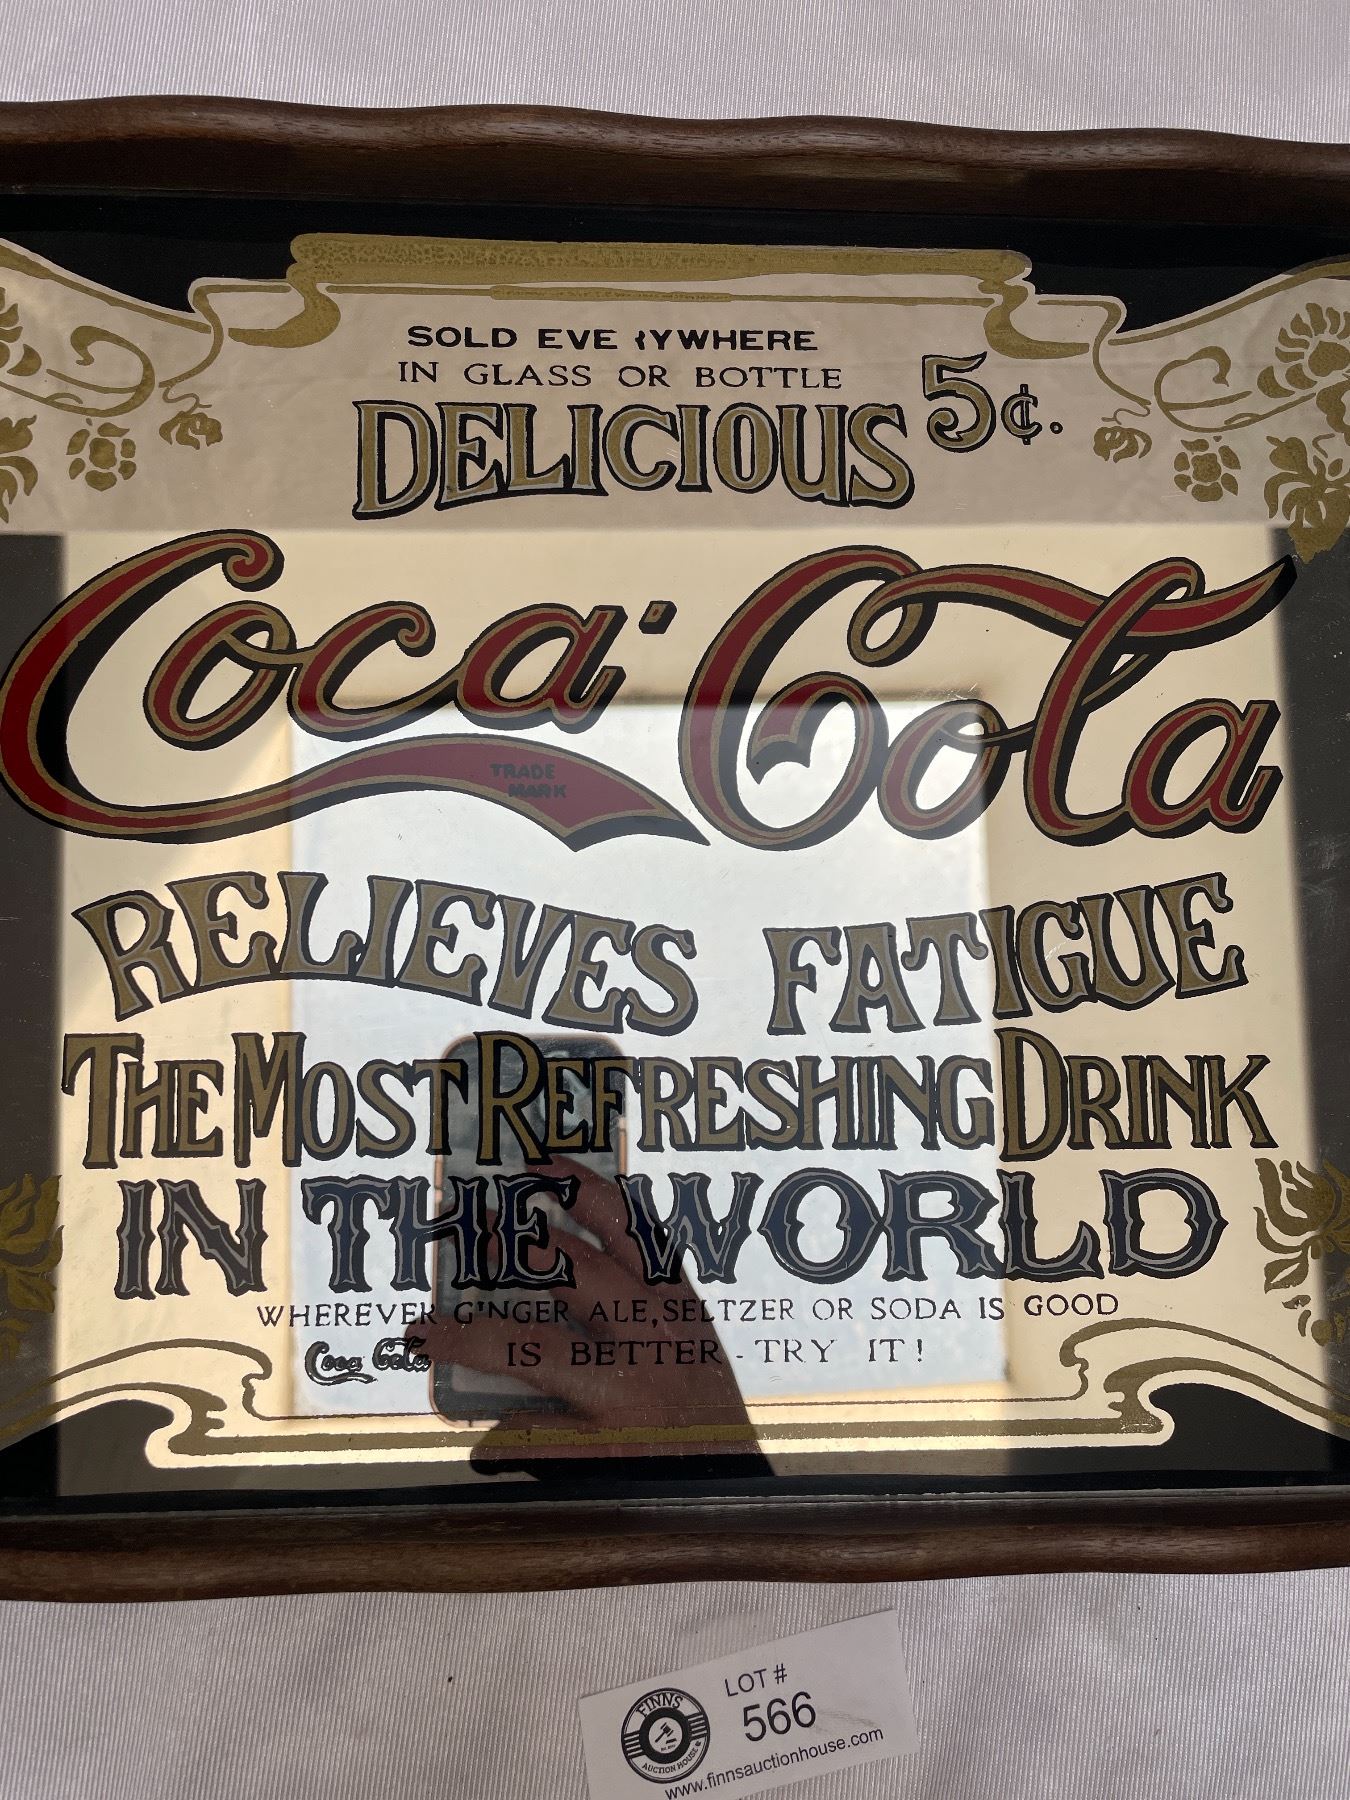 SOLD EVE RYWHERE
IN GLASS OR BOTTLE
DELICIOUS 5¢.
Coca-Cola
TRADE
MARK
RELIEVES FATIGUE
THE MOST REFRESHING DRINK
IN THE WORLD
WHEREVER GINGER ALE, SELTZER OR SODA IS GOOD
Coca Cola IS BETTER - TRY IT!
LOT #
566
FINNS
AUCTION HOUSE
www.finnsauctionhouse.com